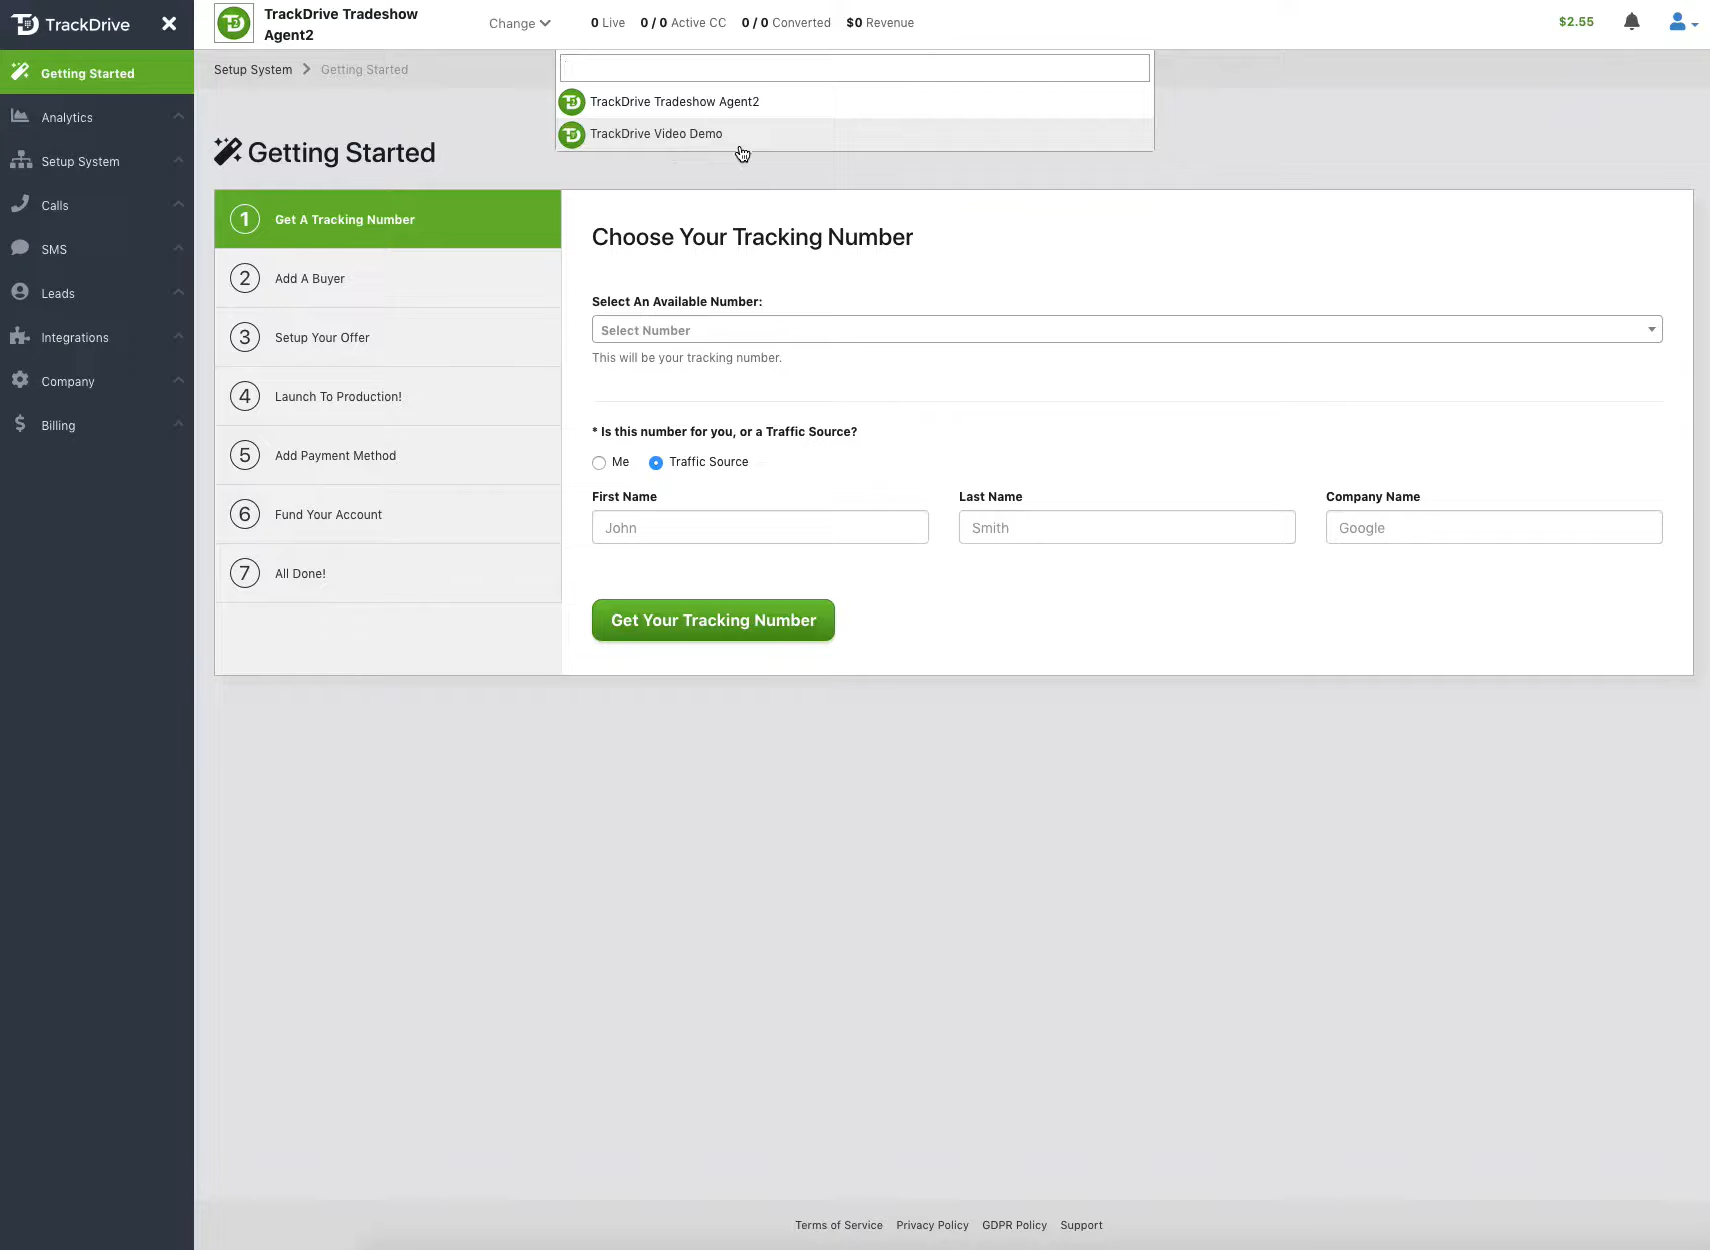 TrackDrive
TrackDrive Tradeshow
Agent2
Change
0 Live 0 / 0 Active CC 0 / 0 Converted $0 Revenue
$2.55
Getting Started
Analytics
Setup System
Calls
SMS
Leads
Integrations
Company
Billing
Setup System Getting Started
TrackDrive Tradeshow Agent2
TrackDrive Video Demo
Getting Started
1 Get A Tracking Number
2 Add A Buyer
3 Setup Your Offer
4 Launch To Production!
5 Add Payment Method
6 Fund Your Account
7 All Done!
Choose Your Tracking Number
Select An Available Number:
Select Number
This will be your tracking number.
* Is this number for you, or a Traffic Source?
Me Traffic Source
First Name Last Name Company Name
John Smith Google
Get Your Tracking Number
Terms of Service Privacy Policy GDPR Policy Support